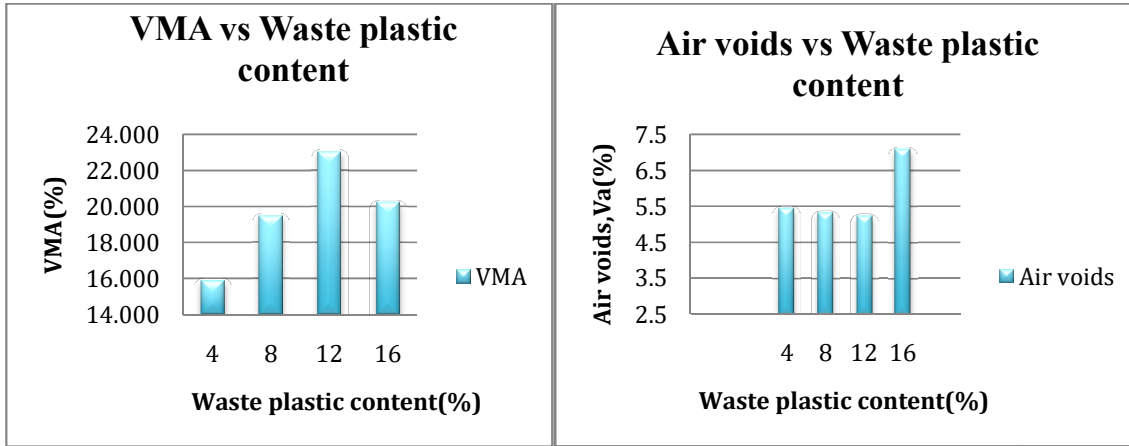 VMA vs Waste plastic
content
24.000
22.000
20.000
18.000
16.000
14.000
VMA(%)
4 8 12 16
Waste plastic content(%)
VMA
Air voids vs Waste plastic
content
7.5
6.5
5.5
4.5
3.5
2.5
Air voids,Va(%)
4 8 12 16
Waste plastic content(%)
Air voids